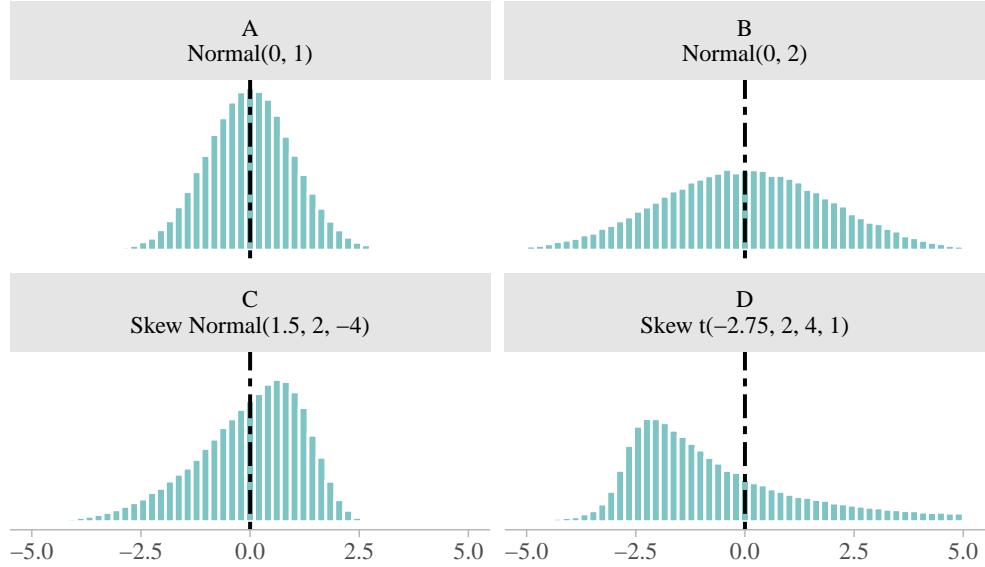 A
Normal(0, 1)
B
Normal(0, 2)
C
Skew Normal(1.5, 2, −4)
D
Skew t(−2.75, 2, 4, 1)
−5.0 −2.5 0.0 2.5 5.0
−5.0 −2.5 0.0 2.5 5.0